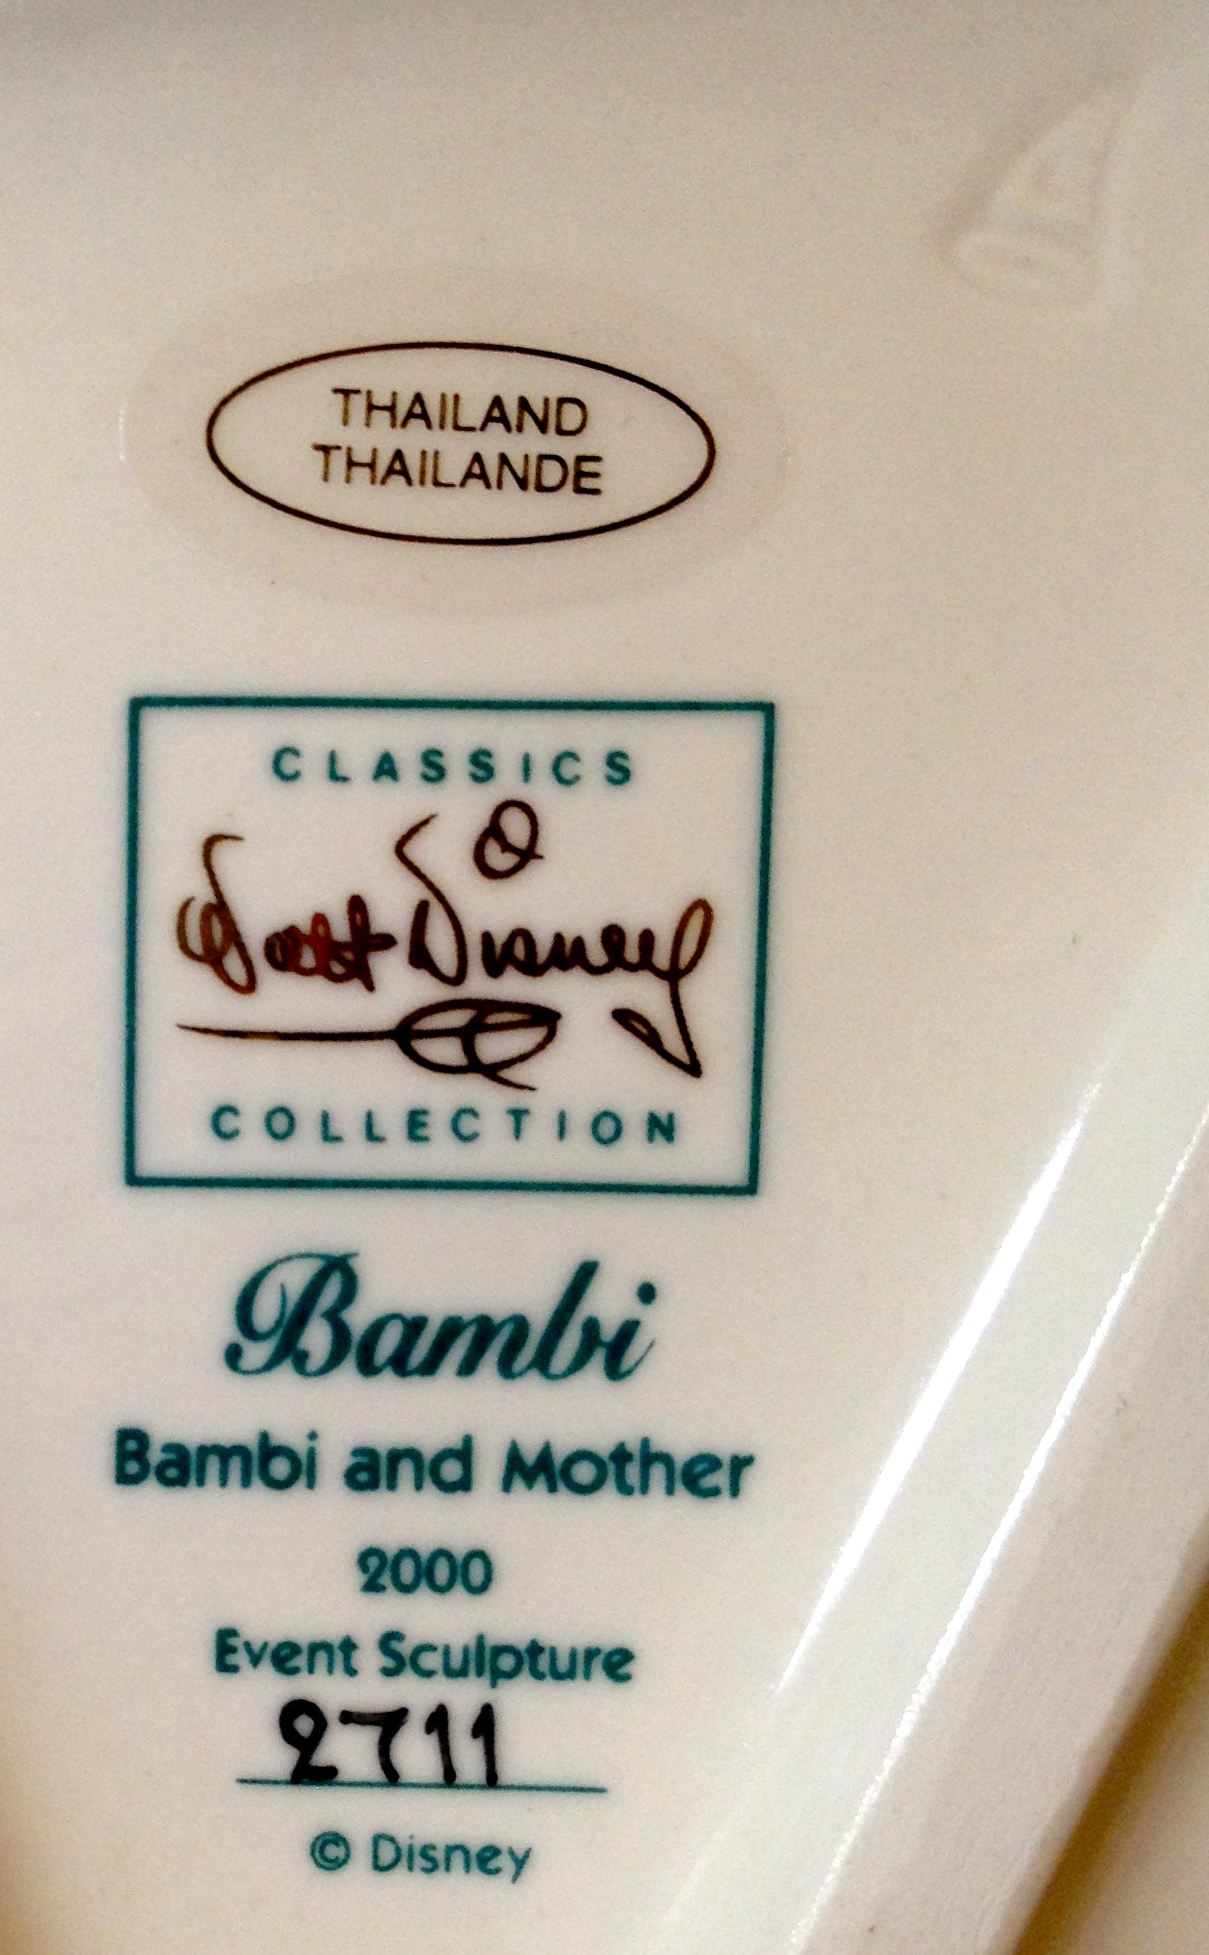 THAILAND
THAILANDE
CLASSICS
Walt Disney
COLLECTION
Bambi
Bambi and Mother
2000
Event Sculpture
2711
© Disney